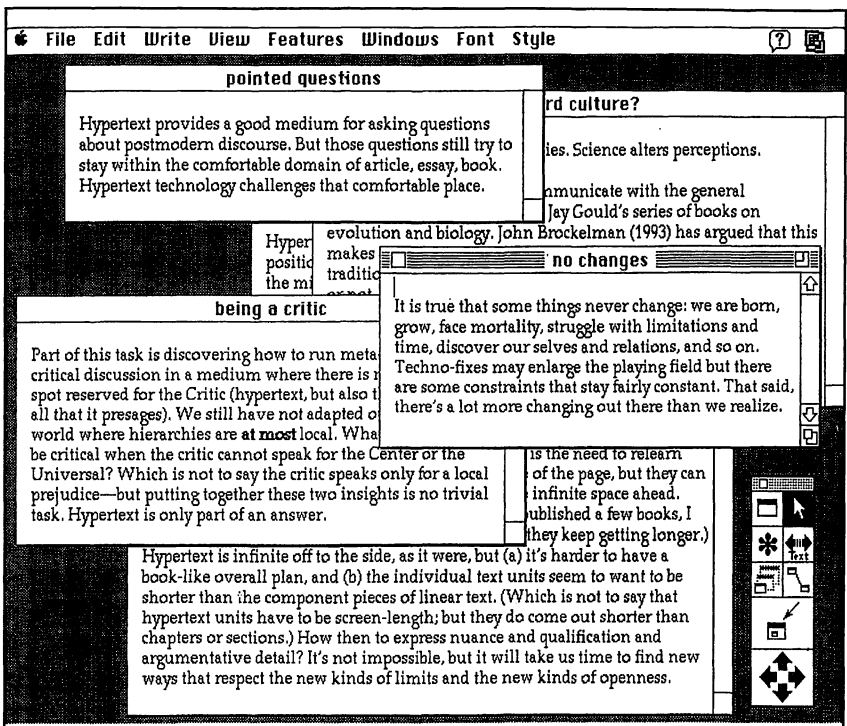 File Edit Write View Features Windows Font Style
pointed questions
Hypertext provides a good medium for asking questions
about postmodern discourse. But those questions still try to
stay within the comfortable domain of article, essay, book.
Hypertext technology challenges that comfortable place.
rd culture?
ies. Science alters perceptions.
mmunicate with the general
Jay Gould's series of books on
evolution and biology. John Brockelman (1993) has argued that this
makes
traditio
or not
Hyper
positio
the mi
no changes
It is true that some things never change: we are born,
grow, face mortality, struggle with limitations and
time, discover our selves and relations, and so on.
Techno-fixes may enlarge the playing field but there
are some constraints that stay fairly constant. That said,
there's a lot more changing out there than we realize.
being a critic
Part of this task is discovering how to run meta
critical discussion in a medium where there is
spot reserved for the Critic (hypertext, but also t
all that it presages). We still have not adapted o
world where hierarchies are at most local. Wha
be critical when the critic cannot speak for the Center or the
Universal? Which is not to say the critic speaks only for a local
prejudice—but putting together these two insights is no trivial
task. Hypertext is only part of an answer.
is the need to relearn
of the page, but they can
infinite space ahead.
ublished a few books, I
they keep getting longer.)
Hypertext is infinite off to the side, as it were, but (a) it's harder to have a
book-like overall plan, and (b) the individual text units seem to want to be
shorter than the component pieces of linear text. (Which is not to say that
hypertext units have to be screen-length; but they do come out shorter than
chapters or sections.) How then to express nuance and qualification and
argumentative detail? It's not impossible, but it will take us time to find new
ways that respect the new kinds of limits and the new kinds of openness.
Text